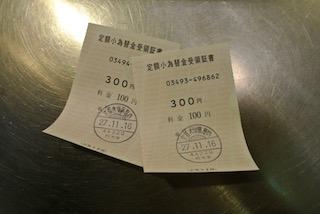 定額小為替金受領証書
03494-
300円
料金 100円
27.11.16
定額小為替金受領証書
03493-496862
300円
料金 100円
27.11.16